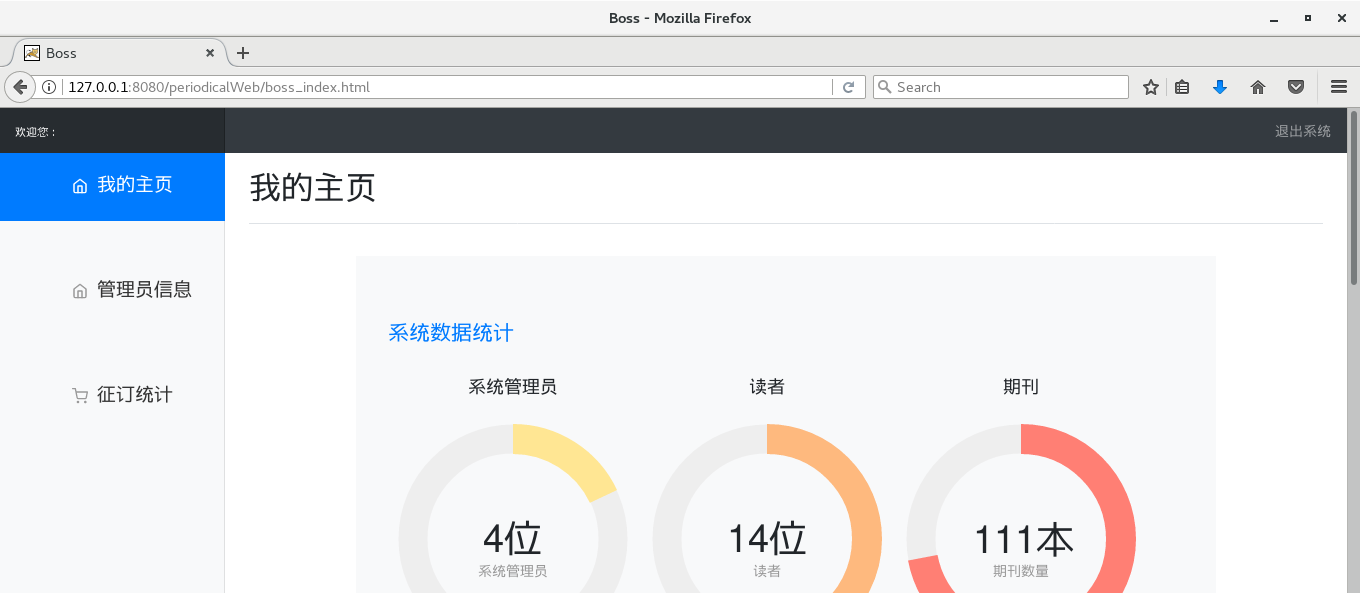 Boss - Mozilla Firefox
Boss
127.0.0.1:8080/periodicalWeb/boss_index.html
Search
欢迎您：
退出系统
我的主页
我的主页
管理员信息
系统数据统计
系统管理员
读者
期刊
征订统计
4位
14位
111本
系统管理员
读者
期刊数量